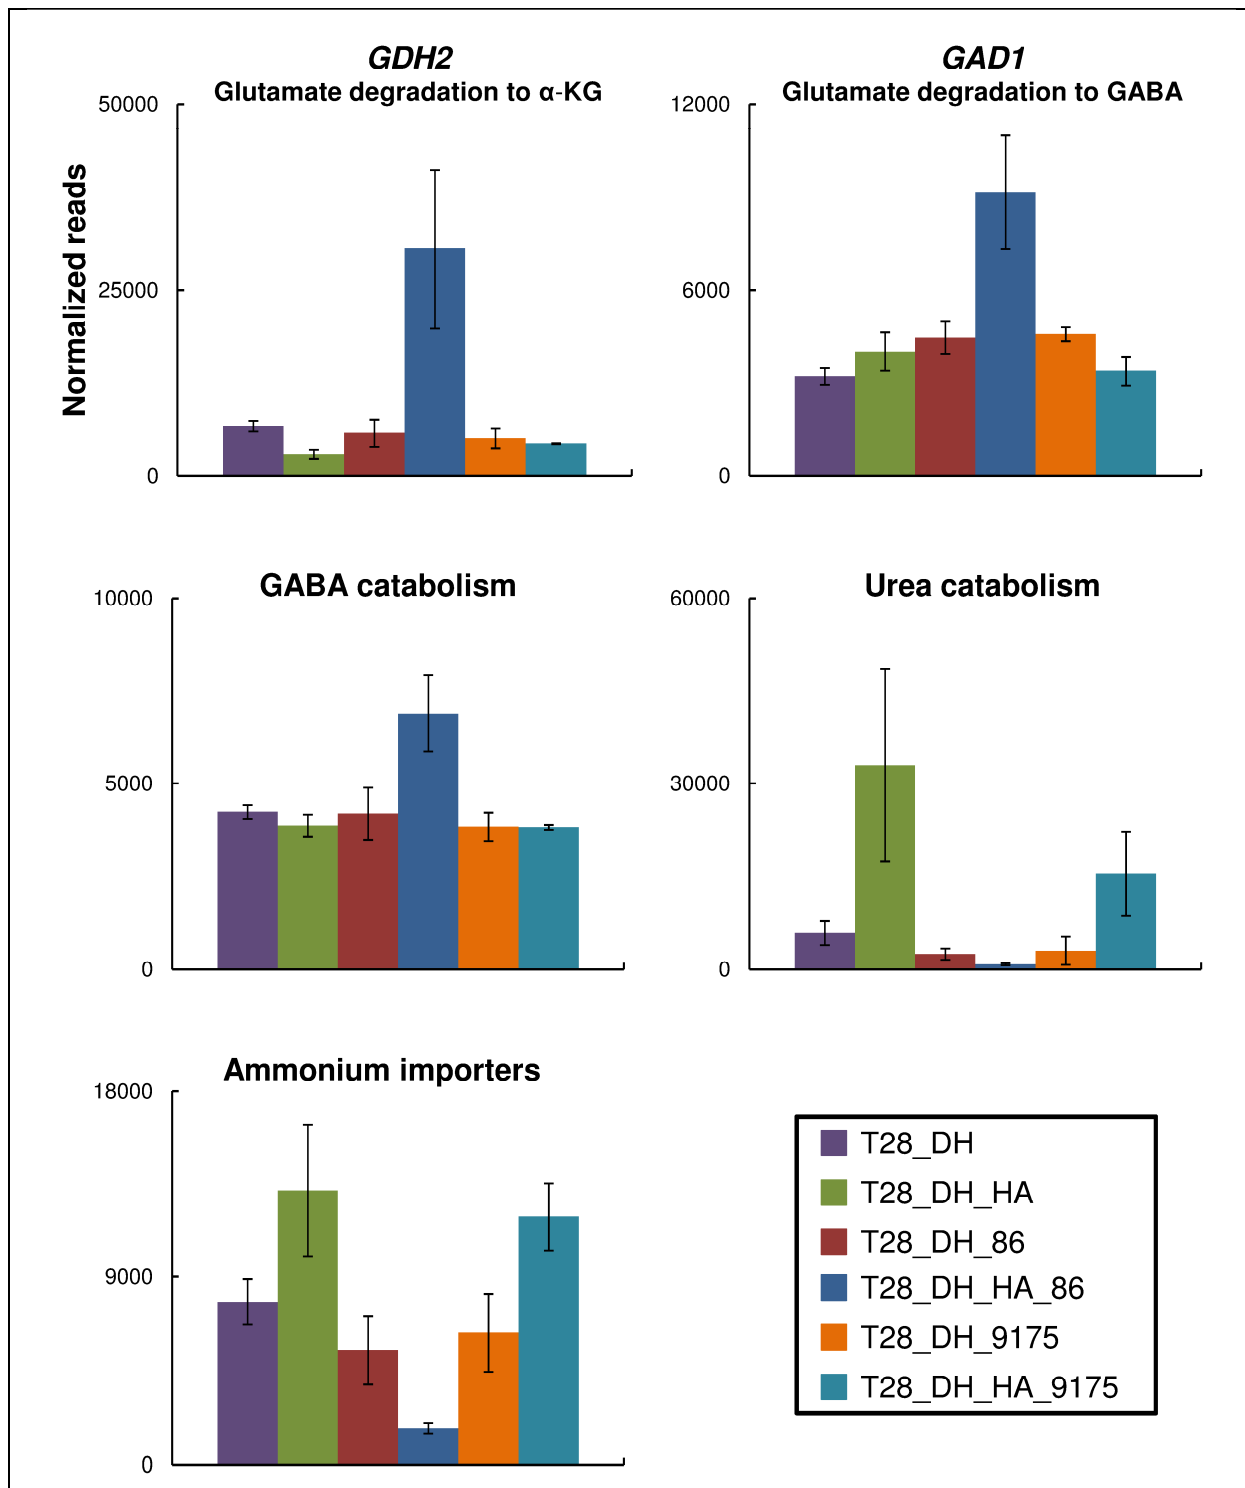 GDH2
Glutamate degradation to α-KG
50000
25000
0
Normalized reads
GAD1
Glutamate degradation to GABA
12000
6000
0
GABA catabolism
10000
5000
0
Urea catabolism
60000
30000
0
Ammonium importers
18000
9000
0
T28_DH
T28_DH_HA
T28_DH_86
T28_DH_HA_86
T28_DH_9175
T28_DH_HA_9175